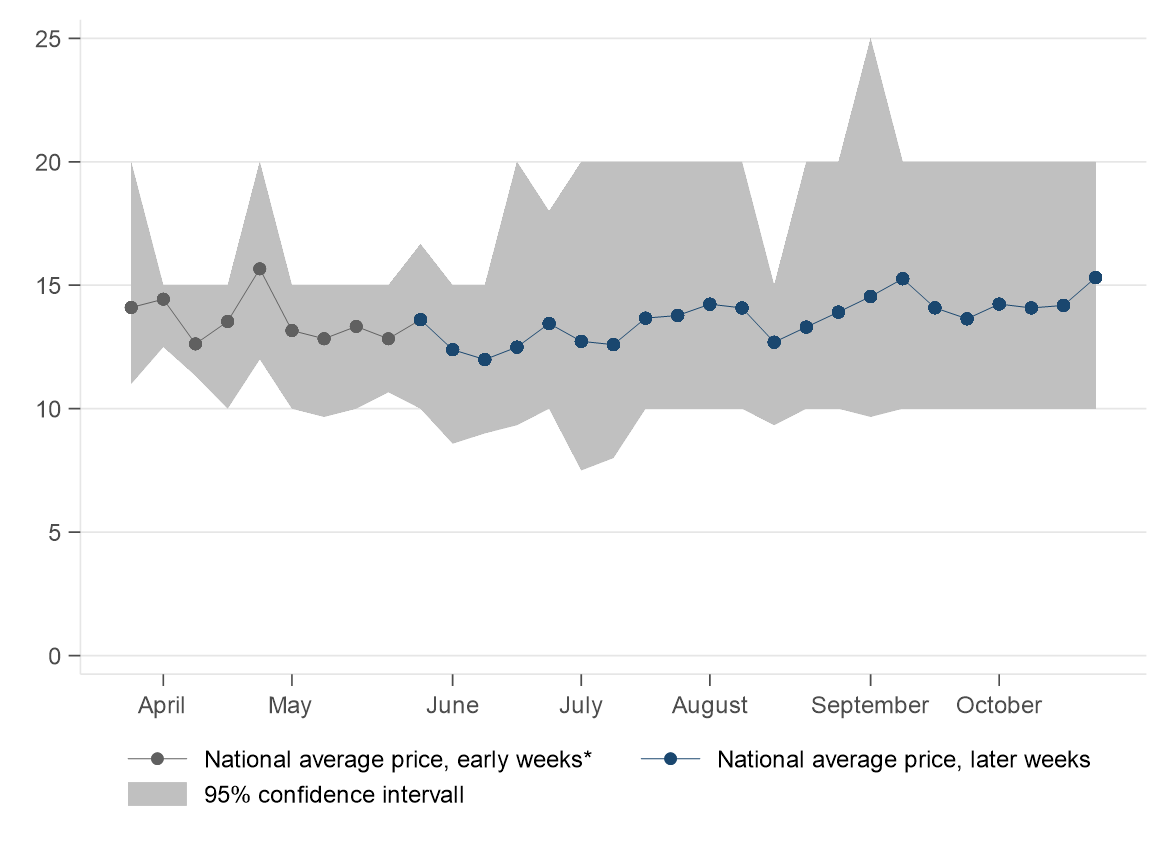 25
20
15
10
5
0
April May June July August September October
National average price, early weeks* National average price, later weeks
95% confidence intervall